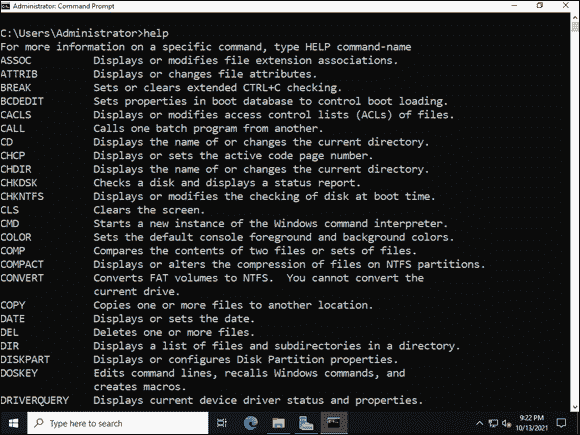 Administrator: Command Prompt
C:\Users\Administrator>help
For more information on a specific command, type HELP command-name
ASSOC Displays or modifies file extension associations.
ATTRIB Displays or changes file attributes.
BREAK Sets or clears extended CTRL+C checking.
BCDEDIT Sets properties in boot database to control boot loading.
CACLS Displays or modifies access control lists (ACLs) of files.
CALL Calls one batch program from another.
CD Displays the name of or changes the current directory.
CHCP Displays or sets the active code page number.
CHDIR Displays the name of or changes the current directory.
CHKDSK Checks a disk and displays a status report.
CHKNTFS Displays or modifies the checking of disk at boot time.
CLS Clears the screen.
CMD Starts a new instance of the Windows command interpreter.
COLOR Sets the default console foreground and background colors.
COMP Compares the contents of two files or sets of files.
COMPACT Displays or alters the compression of files on NTFS partitions.
CONVERT Converts FAT volumes to NTFS. You cannot convert the
current drive.
COPY Copies one or more files to another location.
DATE Displays or sets the date.
DEL Deletes one or more files.
DIR Displays a list of files and subdirectories in a directory.
DISKPART Displays or configures Disk Partition properties.
DOSKEY Edits command lines, recalls Windows commands, and
creates macros.
DRIVERQUERY Displays current device driver status and properties.
Type here to search
9:22 PM
10/13/2021